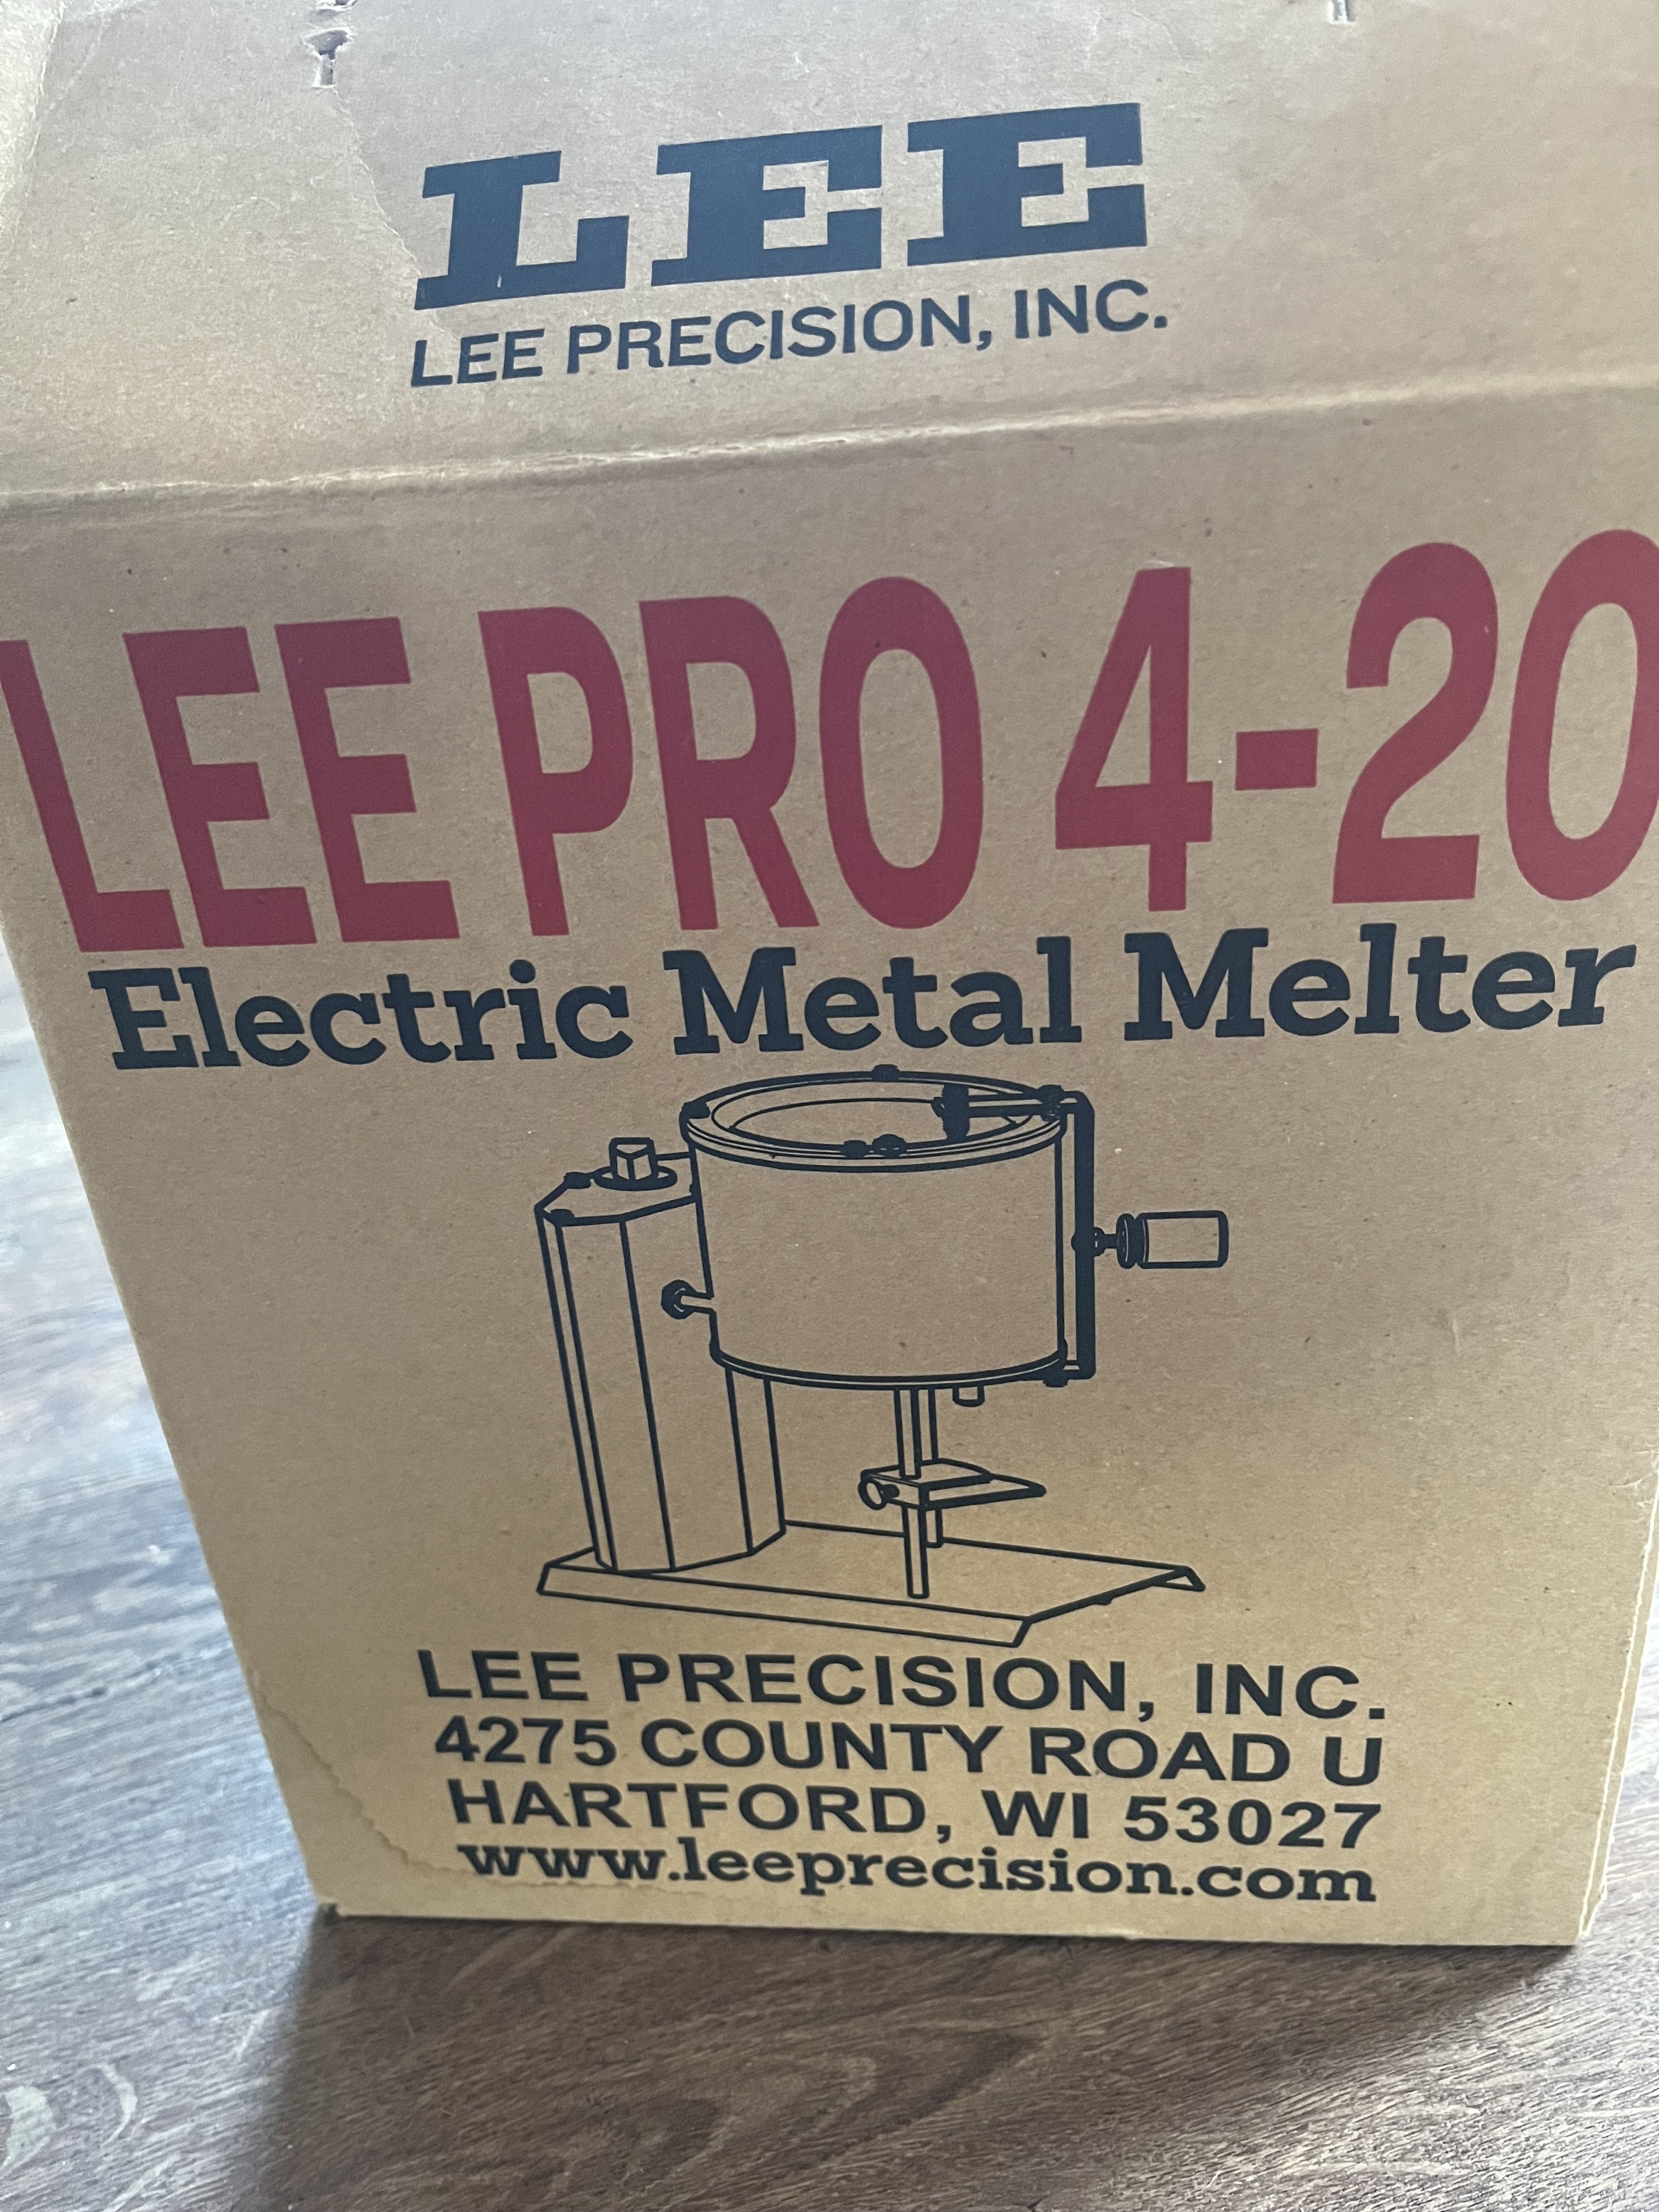 LEE
LEE PRECISION, INC.
LEE PRO 4-20
Electric Metal Melter
LEE PRECISION, INC.
4275 COUNTY ROAD U
HARTFORD, WI 53027
www.leeprecision.com